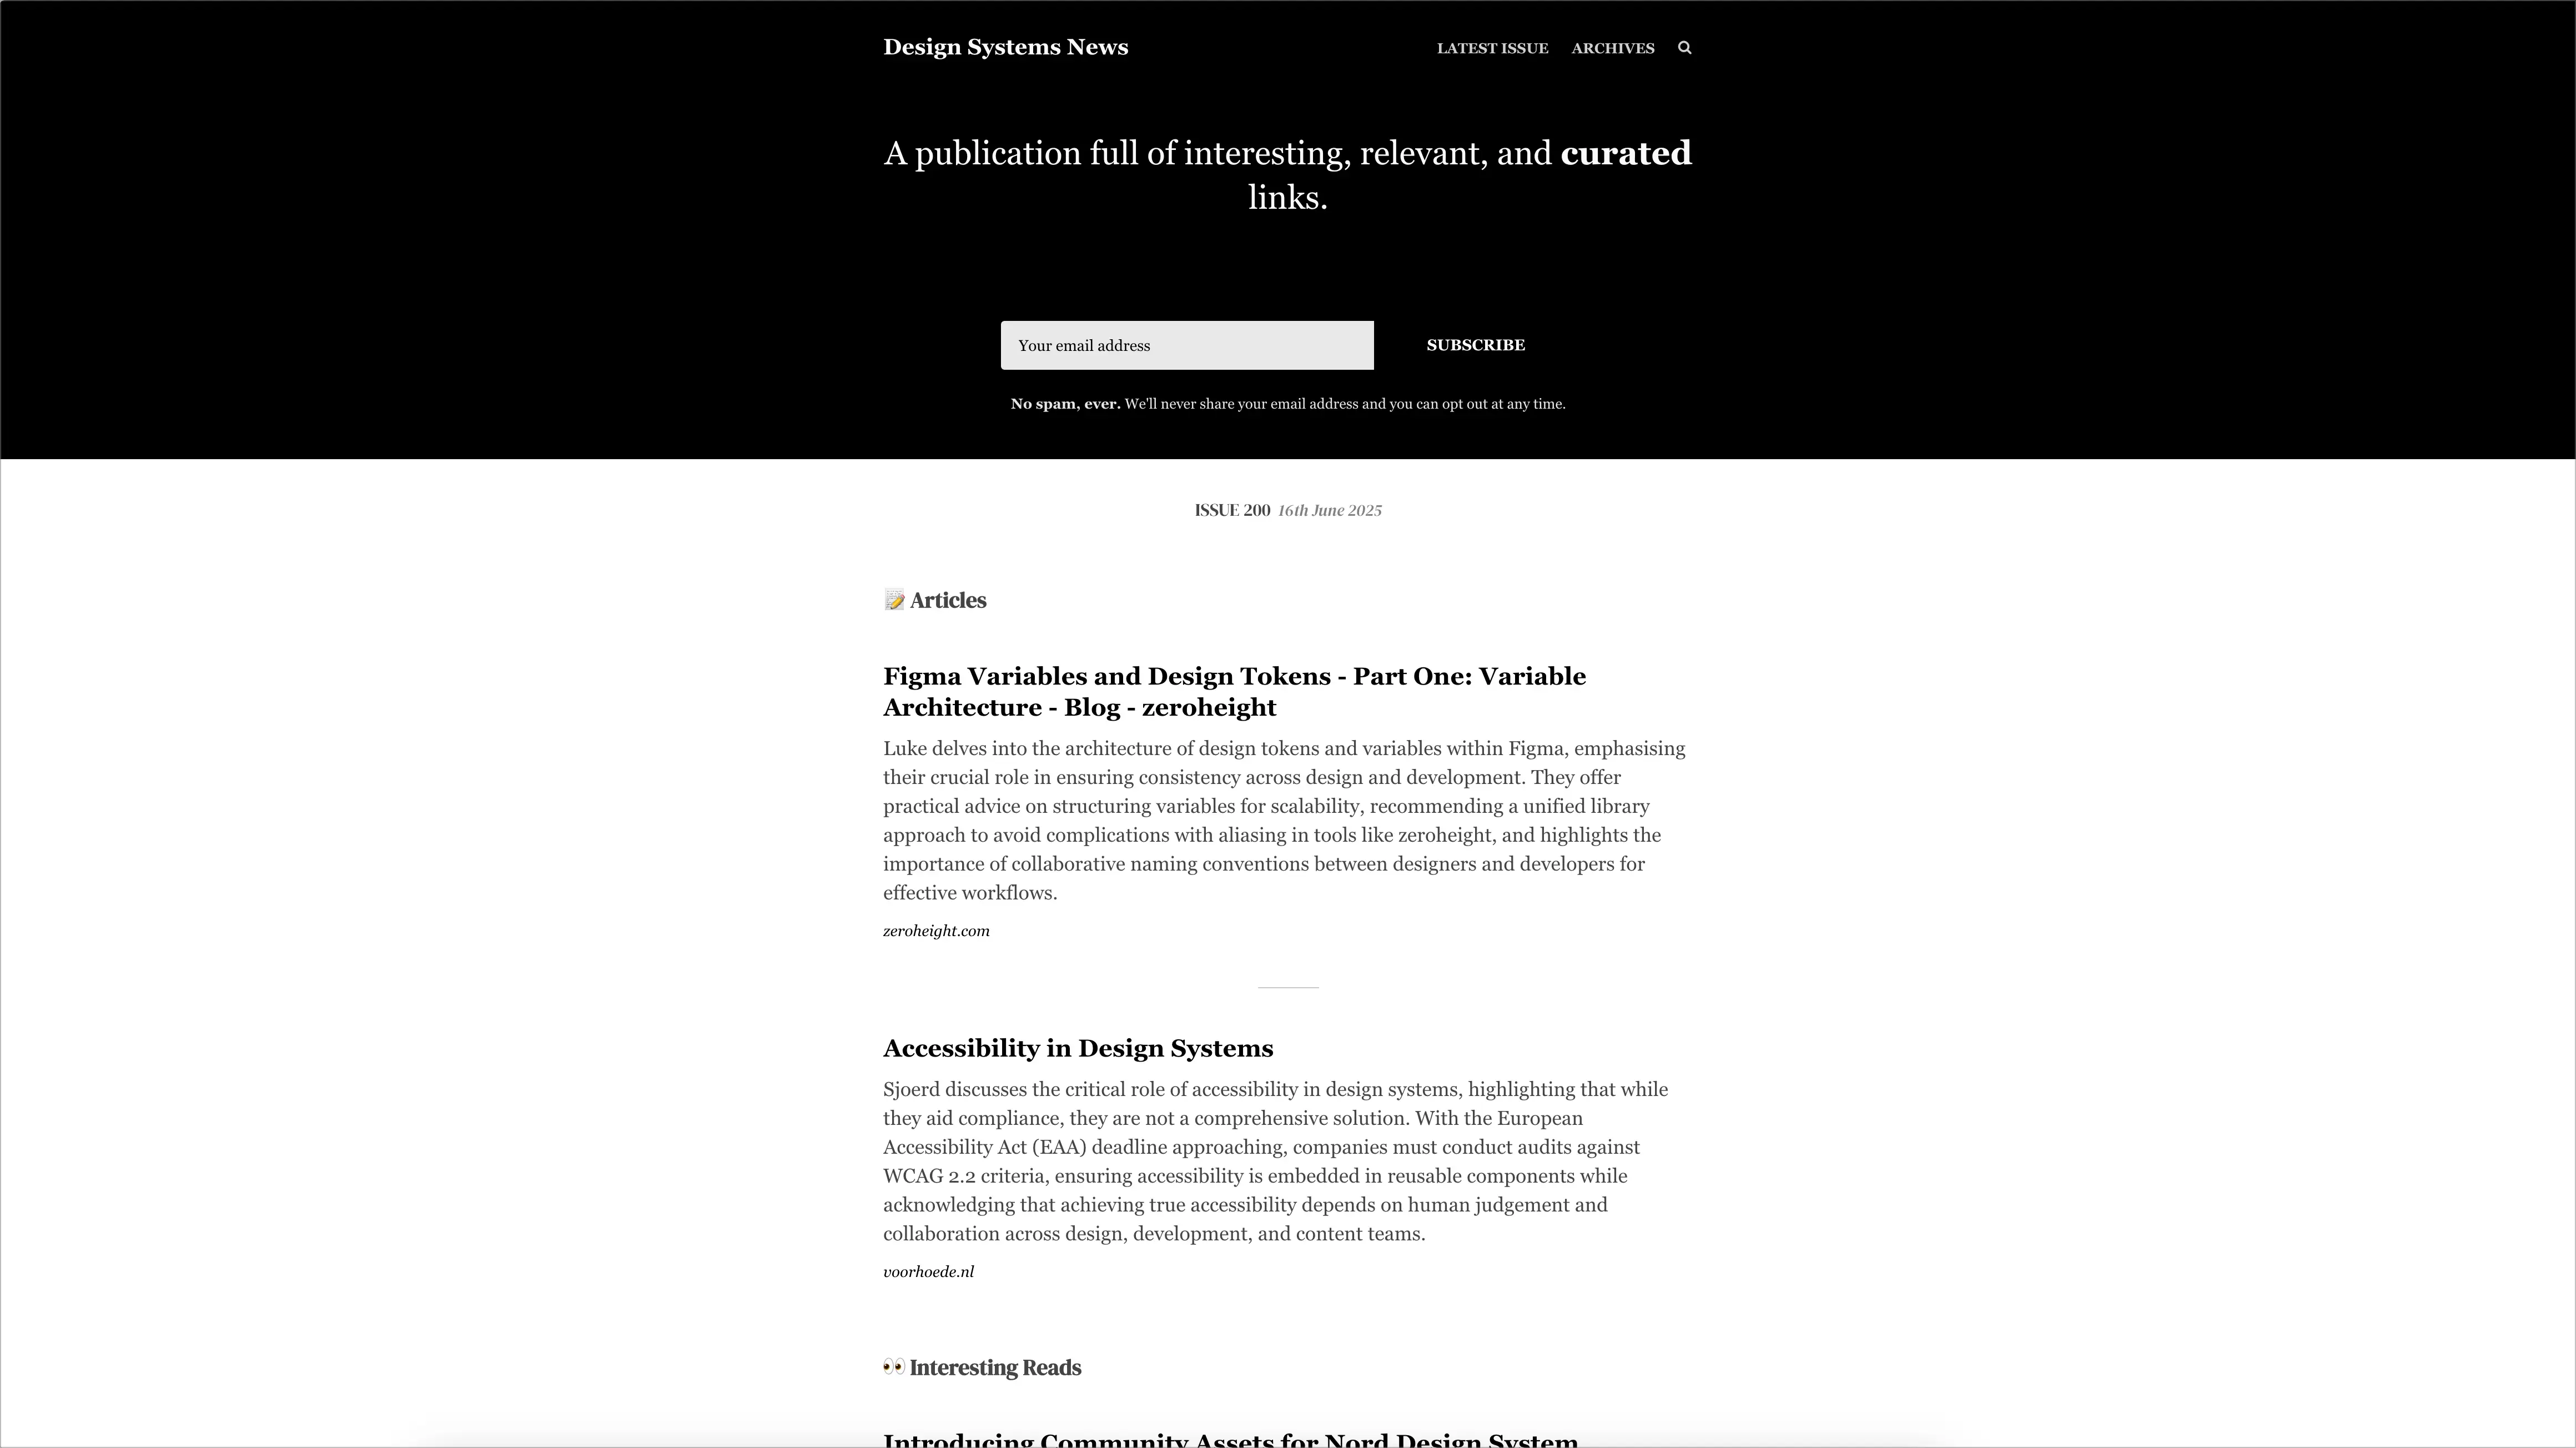 Design Systems News
LATEST ISSUE
ARCHIVES
A publication full of interesting, relevant, and curated
links.
Your email address
SUBSCRIBE
No spam, ever. We'll never share your email address and you can opt out at any time.
ISSUE 200 16th June 2025
📝 Articles
Figma Variables and Design Tokens - Part One: Variable
Architecture - Blog - zeroheight
Luke delves into the architecture of design tokens and variables within Figma, emphasising
their crucial role in ensuring consistency across design and development. They offer
practical advice on structuring variables for scalability, recommending a unified library
approach to avoid complications with aliasing in tools like zeroheight, and highlights the
importance of collaborative naming conventions between designers and developers for
effective workflows.
zeroheight.com
Accessibility in Design Systems
Sjoerd discusses the critical role of accessibility in design systems, highlighting that while
they aid compliance, they are not a comprehensive solution. With the European
Accessibility Act (EAA) deadline approaching, companies must conduct audits against
WCAG 2.2 criteria, ensuring accessibility is embedded in reusable components while
acknowledging that achieving true accessibility depends on human judgement and
collaboration across design, development, and content teams.
voorhoede.nl
👀 Interesting Reads
Introducing Community Assets for Nord Design System